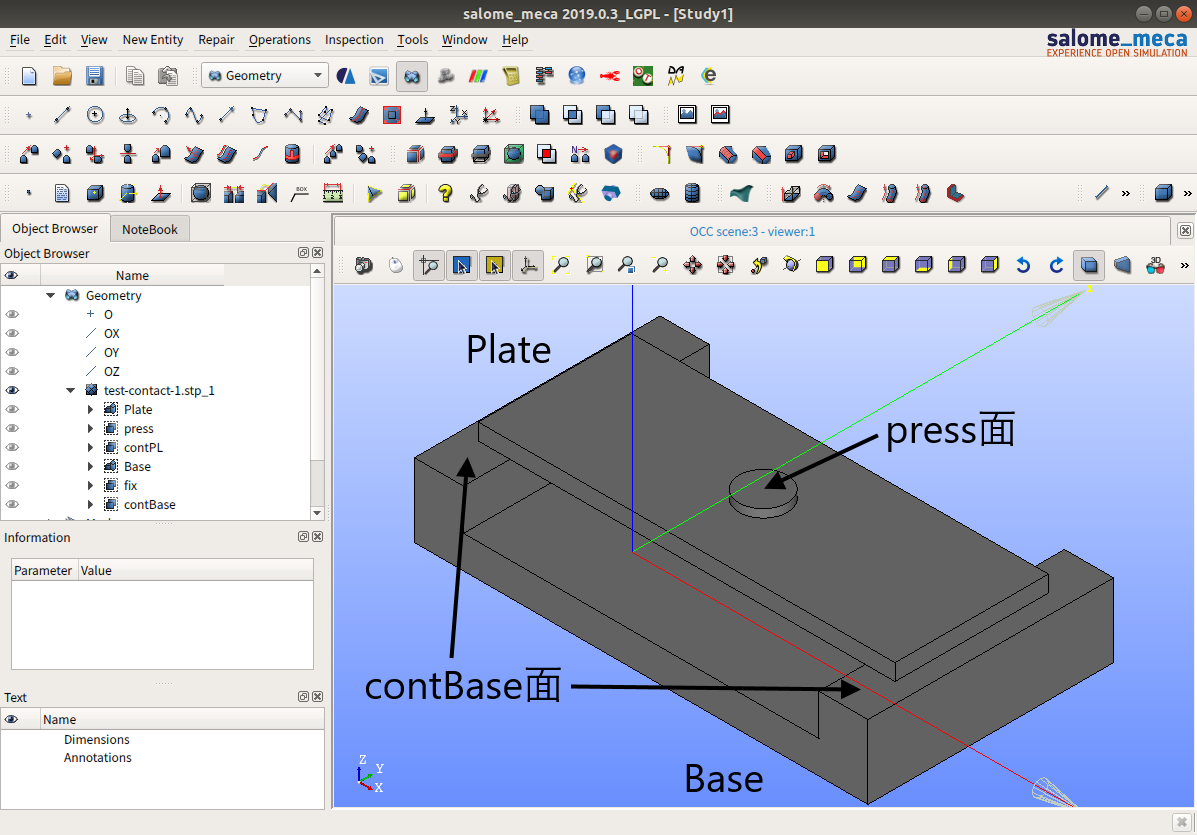 salome_meca 2019.0.3_LGPL - [Study1]
File Edit View New Entity Repair Operations Inspection Tools Window Help
salome_meca
EXPERIENCE OPEN SIMULATION
Geometry
Object Browser NoteBook
OCC scene:3 - viewer:1
Object Browser
Name
Geometry
O
OX
OY
OZ
test-contact-1.stp_1
Plate
press
contPL
Base
fix
contBase
Information
Parameter Value
Text
Name
Dimensions
Annotations
Plate
press面
contBase面
Base
Z
Y
X